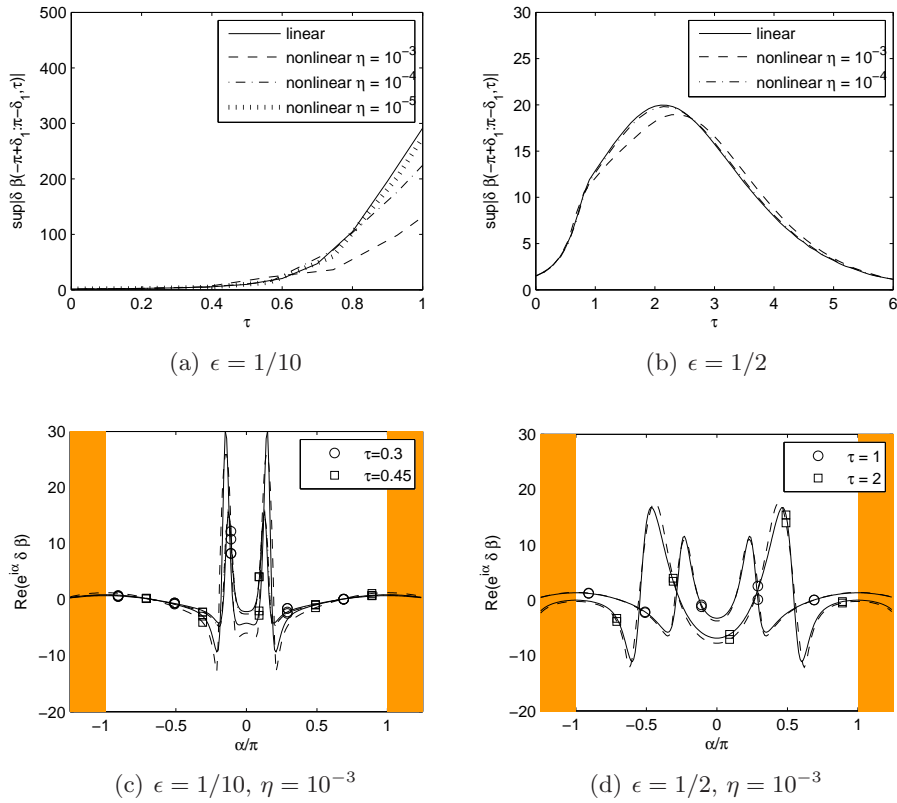 500
400
300
200
100
0
0 0.2 0.4 0.6 0.8 1
τ
sup|δ β(−π+δ₁:π−δ₁,τ)|
linear
nonlinear η = 10⁻³
nonlinear η = 10⁻⁴
nonlinear η = 10⁻⁵
(a) ϵ = 1/10
30
25
20
15
10
5
0
0 1 2 3 4 5 6
τ
sup|δ β(−π+δ₁:π−δ₁,τ)|
linear
nonlinear η = 10⁻³
nonlinear η = 10⁻⁴
(b) ϵ = 1/2
30
20
10
0
−10
−20
−1 −0.5 0 0.5 1
α/π
Re(e^{iα} δ β)
τ=0.3
τ=0.45
(c) ϵ = 1/10, η = 10⁻³
30
20
10
0
−10
−20
−1 −0.5 0 0.5 1
α/π
Re(e^{iα} δ β)
τ = 1
τ = 2
(d) ϵ = 1/2, η = 10⁻³